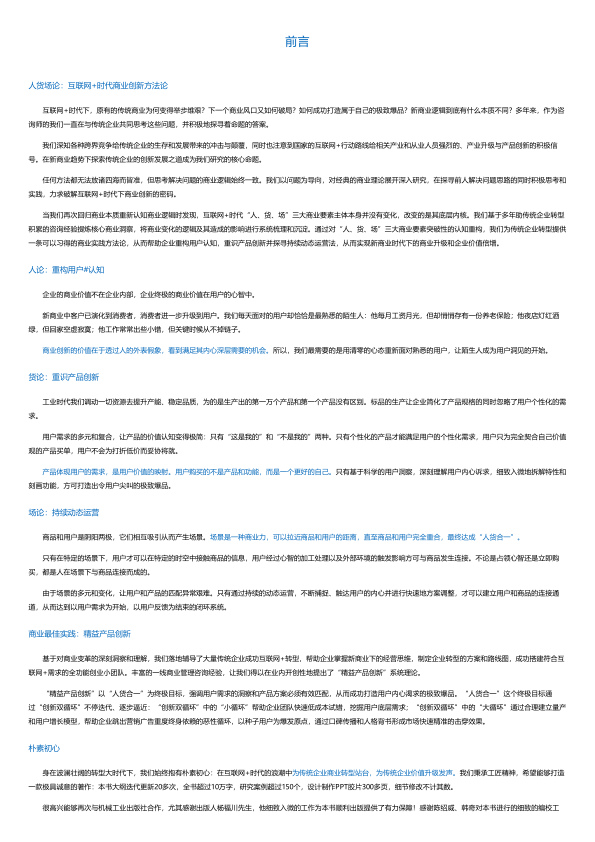 前言
人货场论：互联网+时代商业创新方法论
互联网+时代下，原有的传统商业为何变得举步维艰？下一个商业风口又如何破局？如何成功打造属于自己的极致爆品？新商业逻辑到底有什么本质不同？多年来，作为咨
询师的我们一直在与传统企业共同思考这些问题，并积极地探寻着命题的答案。
我们深知各种跨界竞争给传统企业的生存和发展带来的冲击与颠覆，同时也注意到国家的互联网+行动路线给相关产业和从业人员强烈的、产业升级与产品创新的积极信
号。在新商业趋势下探索传统企业的创新发展之道成为我们研究的核心命题。
任何方法都无法放诸四海而皆准，但思考解决问题的商业逻辑始终一致。我们以问题为导向，对经典的商业理论展开深入研究，在探寻前人解决问题思路的同时积极思考和
实践，力求破解互联网+时代下商业创新的密码。
当我们再次回归商业本质重新认知商业逻辑时发现，互联网+时代“人、货、场”三大商业要素主体本身并没有变化，改变的是其底层内核。我们基于多年助传统企业转型
积累的咨询经验提炼核心商业洞察，将商业变化的逻辑及其造成的影响进行系统梳理和沉淀。通过对“人、货、场”三大商业要素突破性的认知重构，我们为传统企业转型提供
一条可以习得的商业实践方法论，从而帮助企业重构用户认知，重识产品创新并探寻持续动态运营法，从而实现新商业时代下的商业升级和企业价值倍增。
人论：重构用户#认知
企业的商业价值不在企业内部，企业终极的商业价值在用户的心智中。
新商业中客户已演化到消费者，消费者进一步升级到用户。我们每天面对的用户却恰恰是最熟悉的陌生人：他每月工资月光，但却悄悄存有一份养老保险；他夜店灯红酒
绿，但回家空虚寂寞；他工作常常出些小错，但关键时候从不掉链子。
商业创新的价值在于透过人的外表假象，看到满足其内心深层需要的机会。所以，我们最需要的是用清零的心态重新面对熟悉的用户，让陌生人成为用户洞见的开始。
货论：重识产品创新
工业时代我们调动一切资源去提升产能、稳定品质，为的是生产出的第一万个产品和第一个产品没有区别。标品的生产让企业简化了产品规格的同时忽略了用户个性化的需
求。
用户需求的多元和复合，让产品的价值认知变得极简：只有“这是我的”和“不是我的”两种。只有个性化的产品才能满足用户的个性化需求，用户只为完全契合自己价值
观的产品买单，用户不会为打折低价而妥协将就。
产品体现用户的需求，是用户价值的映射。用户购买的不是产品和功能，而是一个更好的自己。只有基于科学的用户洞察，深刻理解用户内心诉求，细致入微地拆解特性和
刻画功能，方可打造出令用户尖叫的极致爆品。
场论：持续动态运营
商品和用户是阴阳两极，它们相互吸引从而产生场景。场景是一种商业力，可以拉近商品和用户的距离，直至商品和用户完全重合，最终达成“人货合一”。
只有在特定的场景下，用户才可以在特定的时空中接触商品的信息，用户经过心智的加工处理以及外部环境的触发影响方可与商品发生连接。不论是占领心智还是立即购
买，都是人在场景下与商品连接而成的。
由于场景的多元和变化，让用户和产品的匹配异常艰难。只有通过持续的动态运营，不断捕捉、触达用户的内心并进行快速地方案调整，才可以建立用户和商品的连接通
道，从而达到以用户需求为开始，以用户反馈为结束的闭环系统。
商业最佳实践：精益产品创新
基于对商业变革的深刻洞察和理解，我们落地辅导了大量传统企业成功互联网+转型，帮助企业掌握新商业下的经营思维，制定企业转型的方案和路线图，成功搭建符合互
联网+需求的全功能创业小团队。丰富的一线商业管理咨询经验，让我们得以在业内开创性地提出了“精益产品创新”系统理论。
“精益产品创新”以“人货合一”为终极目标，强调用户需求的洞察和产品方案必须有效匹配，从而成功打造用户内心渴求的极致爆品。“人货合一”这个终极目标通
过“创新双循环”不停迭代、逐步逼近：“创新双循环”中的“小循环”帮助企业团队快速低成本试错，挖掘用户底层需求；“创新双循环”中的“大循环”通过合理建立量产
和用户增长模型，帮助企业跳出营销广告重度终身依赖的恶性循环，以种子用户为爆发原点，通过口碑传播和人格背书形成市场快速精准的击穿效果。
朴素初心
身在波澜壮阔的转型大时代下，我们始终抱有朴素初心：在互联网+时代的浪潮中为传统企业商业转型站台，为传统企业价值升级发声。我们秉承工匠精神，希望能够打造
一款极具诚意的著作：本书大纲迭代更新20多次，全书超过10万字，研究案例超过150个，设计制作PPT胶片300多页，细节修改不计其数。
很高兴能够再次与机械工业出版社合作，尤其感谢出版人杨福川先生，他细致入微的工作为本书顺利出版提供了有力保障！感谢陈绍威、韩奇对本书进行的细致的编校工